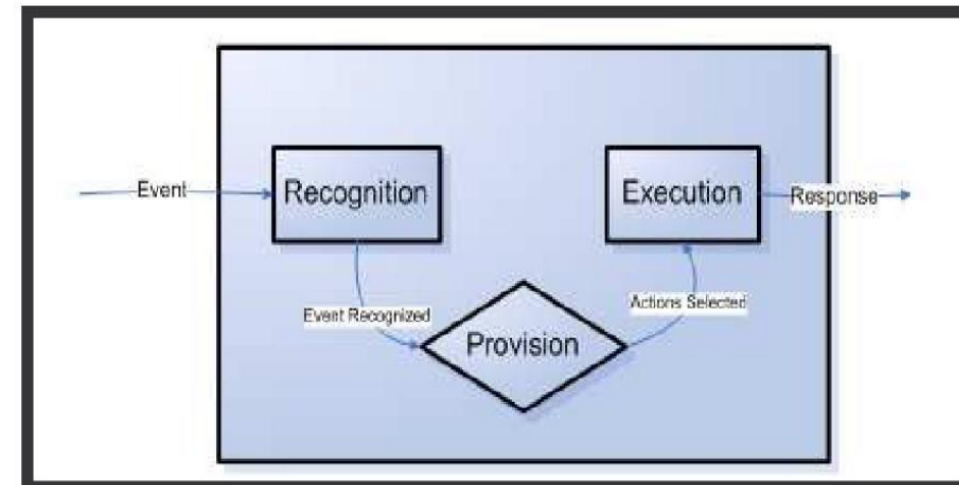 Event
Recognition
Execution
Response
Event Recognized
Actions Selected
Provision